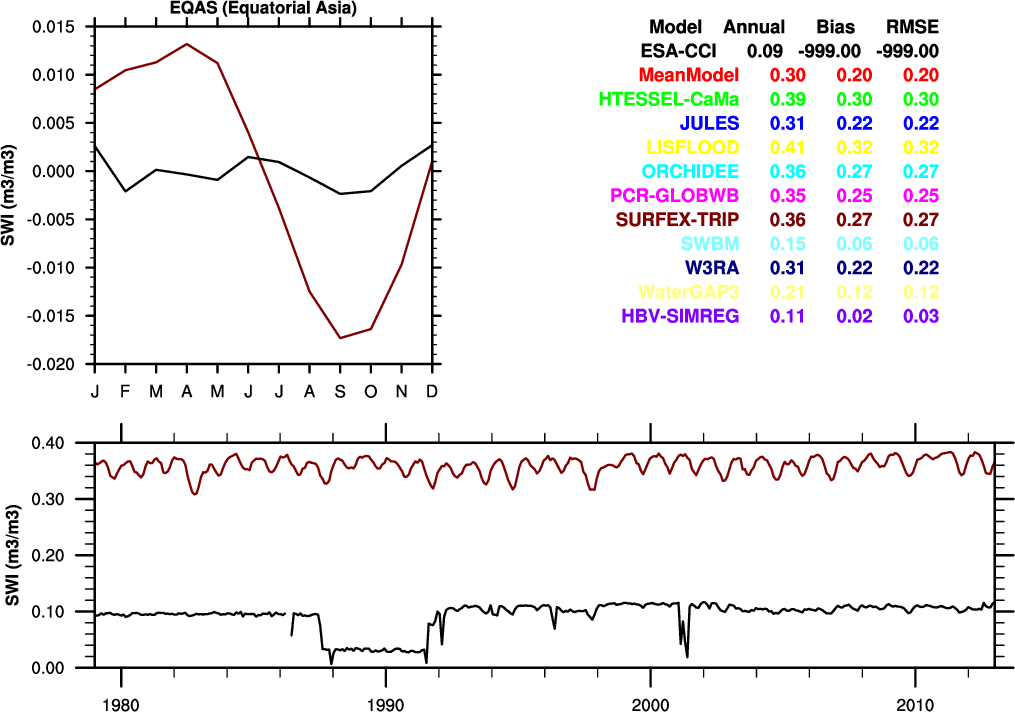 EQAS (Equatorial Asia)
SWI (m3/m3)
0.015
0.010
0.005
0.000
-0.005
-0.010
-0.015
-0.020
J F M A M J J A S O N D
Model Annual Bias RMSE
ESA-CCI 0.09 -999.00 -999.00
MeanModel 0.30 0.20 0.20
HTESSEL-CaMa 0.39 0.30 0.30
JULES 0.31 0.22 0.22
LISFLOOD 0.41 0.32 0.32
ORCHIDEE 0.36 0.27 0.27
PCR-GLOBWB 0.35 0.25 0.25
SURFEX-TRIP 0.36 0.27 0.27
SWBM 0.15 0.06 0.06
W3RA 0.31 0.22 0.22
WaterGAP3 0.21 0.12 0.12
HBV-SIMREG 0.11 0.02 0.03
SWI (m3/m3)
0.40
0.30
0.20
0.10
0.00
1980 1990 2000 2010